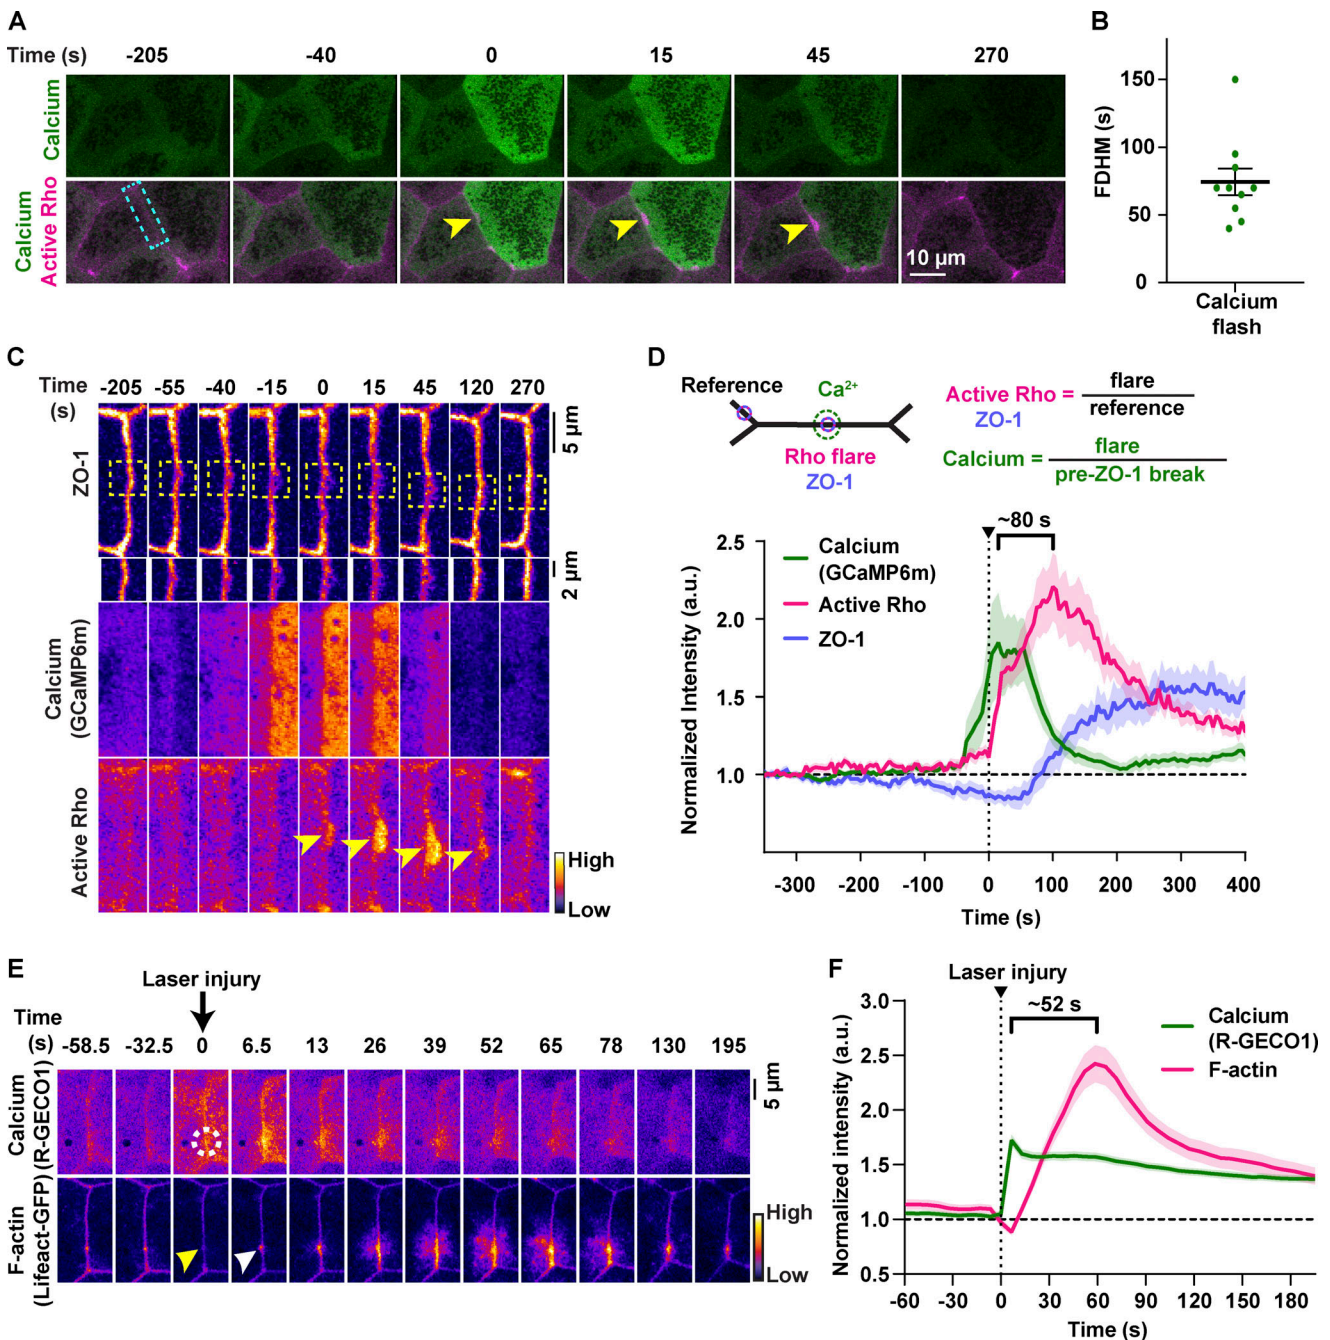 A
Time (s) -205 -40 0 15 45 270
Calcium
Calcium
Active Rho
10 µm
B
FDHM (s)
150
100
50
0
Calcium
flash
C
Time
(s)
-205 -55 -40 -15 0 15 45 120 270
ZO-1
5 µm
2 µm
Calcium
(GCaMP6m)
Active Rho
High
Low
D
Reference
Ca²⁺
Rho flare
ZO-1
Active Rho = flare
ZO-1 reference
Calcium = flare
pre-ZO-1 break
~80 s
Calcium
(GCaMP6m)
Active Rho
ZO-1
Normalized Intensity (a.u.)
2.5
2.0
1.5
1.0
-300 -200 -100 0 100 200 300 400
Time (s)
E
Laser injury
Time
(s)
-58.5 -32.5 0 6.5 13 26 39 52 65 78 130 195
Calcium
(R-GECO1)
5 µm
F-actin
(Lifeact-GFP)
High
Low
F
Laser injury
~52 s
Calcium
(R-GECO1)
F-actin
Normalized intensity (a.u.)
3.0
2.5
2.0
1.5
1.0
0.5
-60 -30 0 30 60 90 120 150 180
Time (s)